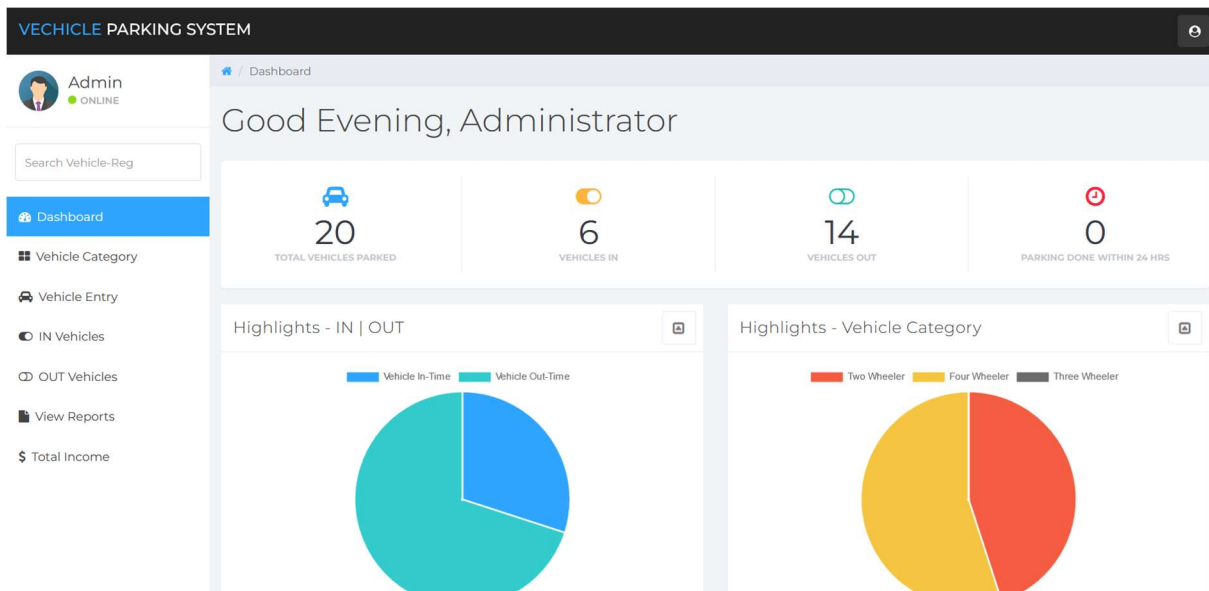 VECHICLE PARKING SYSTEM
Admin
ONLINE
Search Vehicle-Reg
Dashboard
Vehicle Category
Vehicle Entry
IN Vehicles
OUT Vehicles
View Reports
$ Total Income
/ Dashboard
Good Evening, Administrator
20
TOTAL VEHICLES PARKED
6
VEHICLES IN
14
VEHICLES OUT
0
PARKING DONE WITHIN 24 HRS
Highlights - IN | OUT
Vehicle In-Time Vehicle Out-Time
Highlights - Vehicle Category
Two Wheeler Four Wheeler Three Wheeler